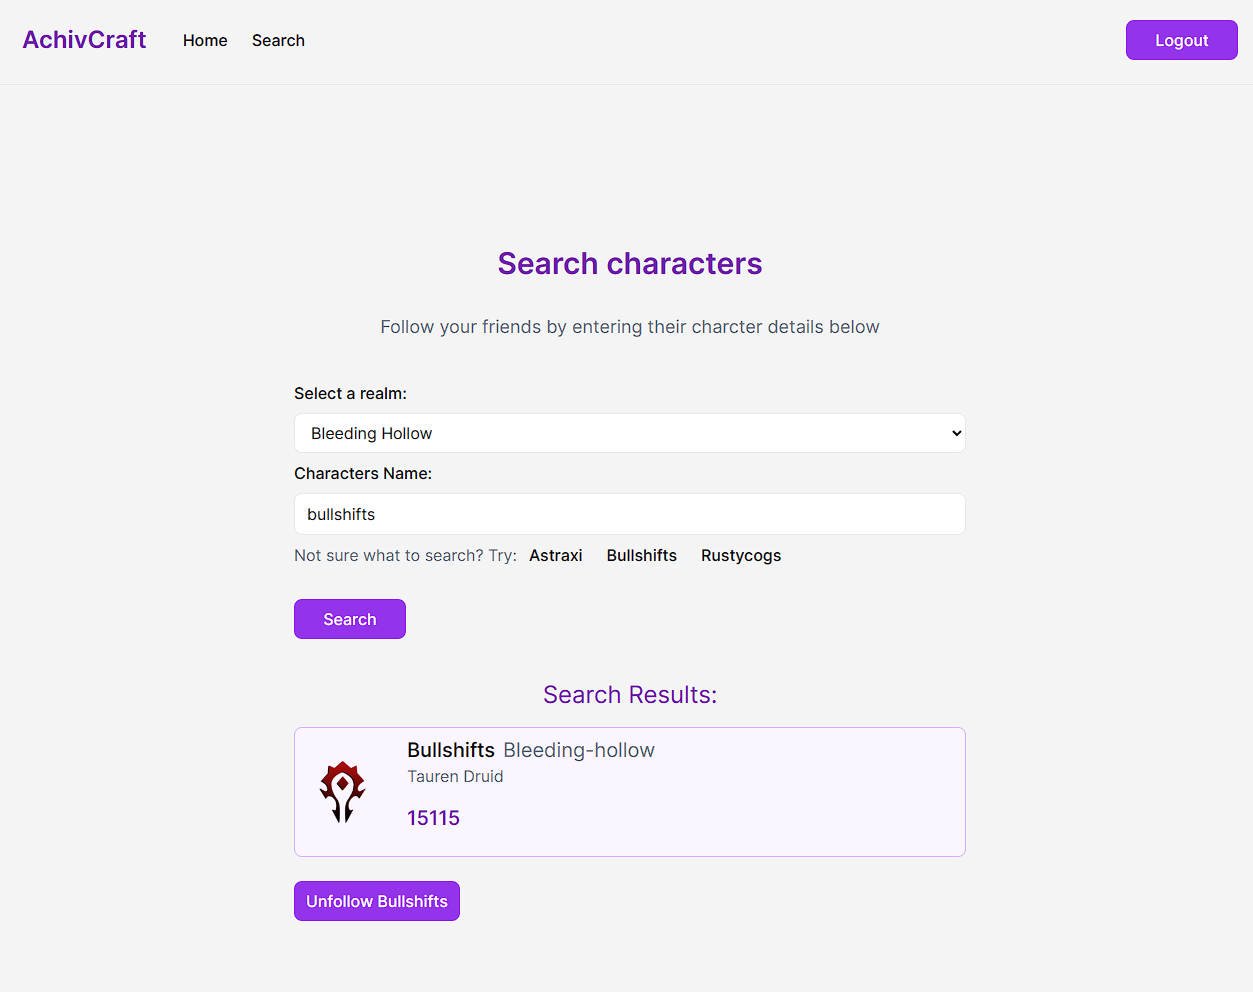 AchivCraft Home Search Logout
Search characters
Follow your friends by entering their charcter details below
Select a realm:
Bleeding Hollow
Characters Name:
bullshifts
Not sure what to search? Try: Astraxi Bullshifts Rustycogs
Search
Search Results:
Bullshifts Bleeding-hollow
Tauren Druid
15115
Unfollow Bullshifts